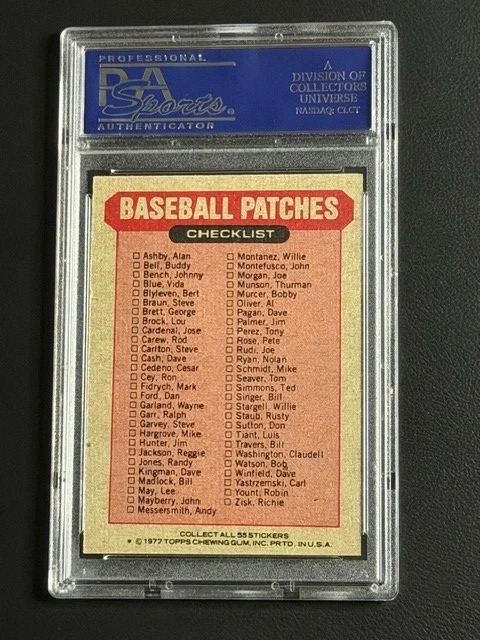 PROFESSIONAL
PSA
Sports
AUTHENTICATOR
A
DIVISION OF
COLLECTORS
UNIVERSE
NASDAQ: CLCT
BASEBALL PATCHES
CHECKLIST
Ashby, Alan
Bell, Buddy
Bench, Johnny
Blue, Vida
Blyleven, Bert
Braun, Steve
Brett, George
Brock, Lou
Cardenal, Jose
Carew, Rod
Carlton, Steve
Cash, Dave
Cedeno, Cesar
Cey, Ron
Fidrych, Mark
Ford, Dan
Garland, Wayne
Garr, Ralph
Garvey, Steve
Hargrove, Mike
Hunter, Jim
Jackson, Reggie
Jones, Randy
Kingman, Dave
Madlock, Bill
May, Lee
Mayberry, John
Messersmith, Andy
Montanez, Willie
Montefusco, John
Morgan, Joe
Munson, Thurman
Murcer, Bobby
Oliver, Al
Pagan, Dave
Palmer, Jim
Perez, Tony
Rose, Pete
Rudi, Joe
Ryan, Nolan
Schmidt, Mike
Seaver, Tom
Simmons, Ted
Singer, Bill
Stargell, Willie
Staub, Rusty
Sutton, Don
Tiant, Luis
Travers, Bill
Washington, Claudell
Watson, Bob
Winfield, Dave
Yastrzemski, Carl
Yount, Robin
Zisk, Richie
COLLECT ALL 55 STICKERS
* © 1977 TOPPS CHEWING GUM, INC. PRTD. IN U.S.A.